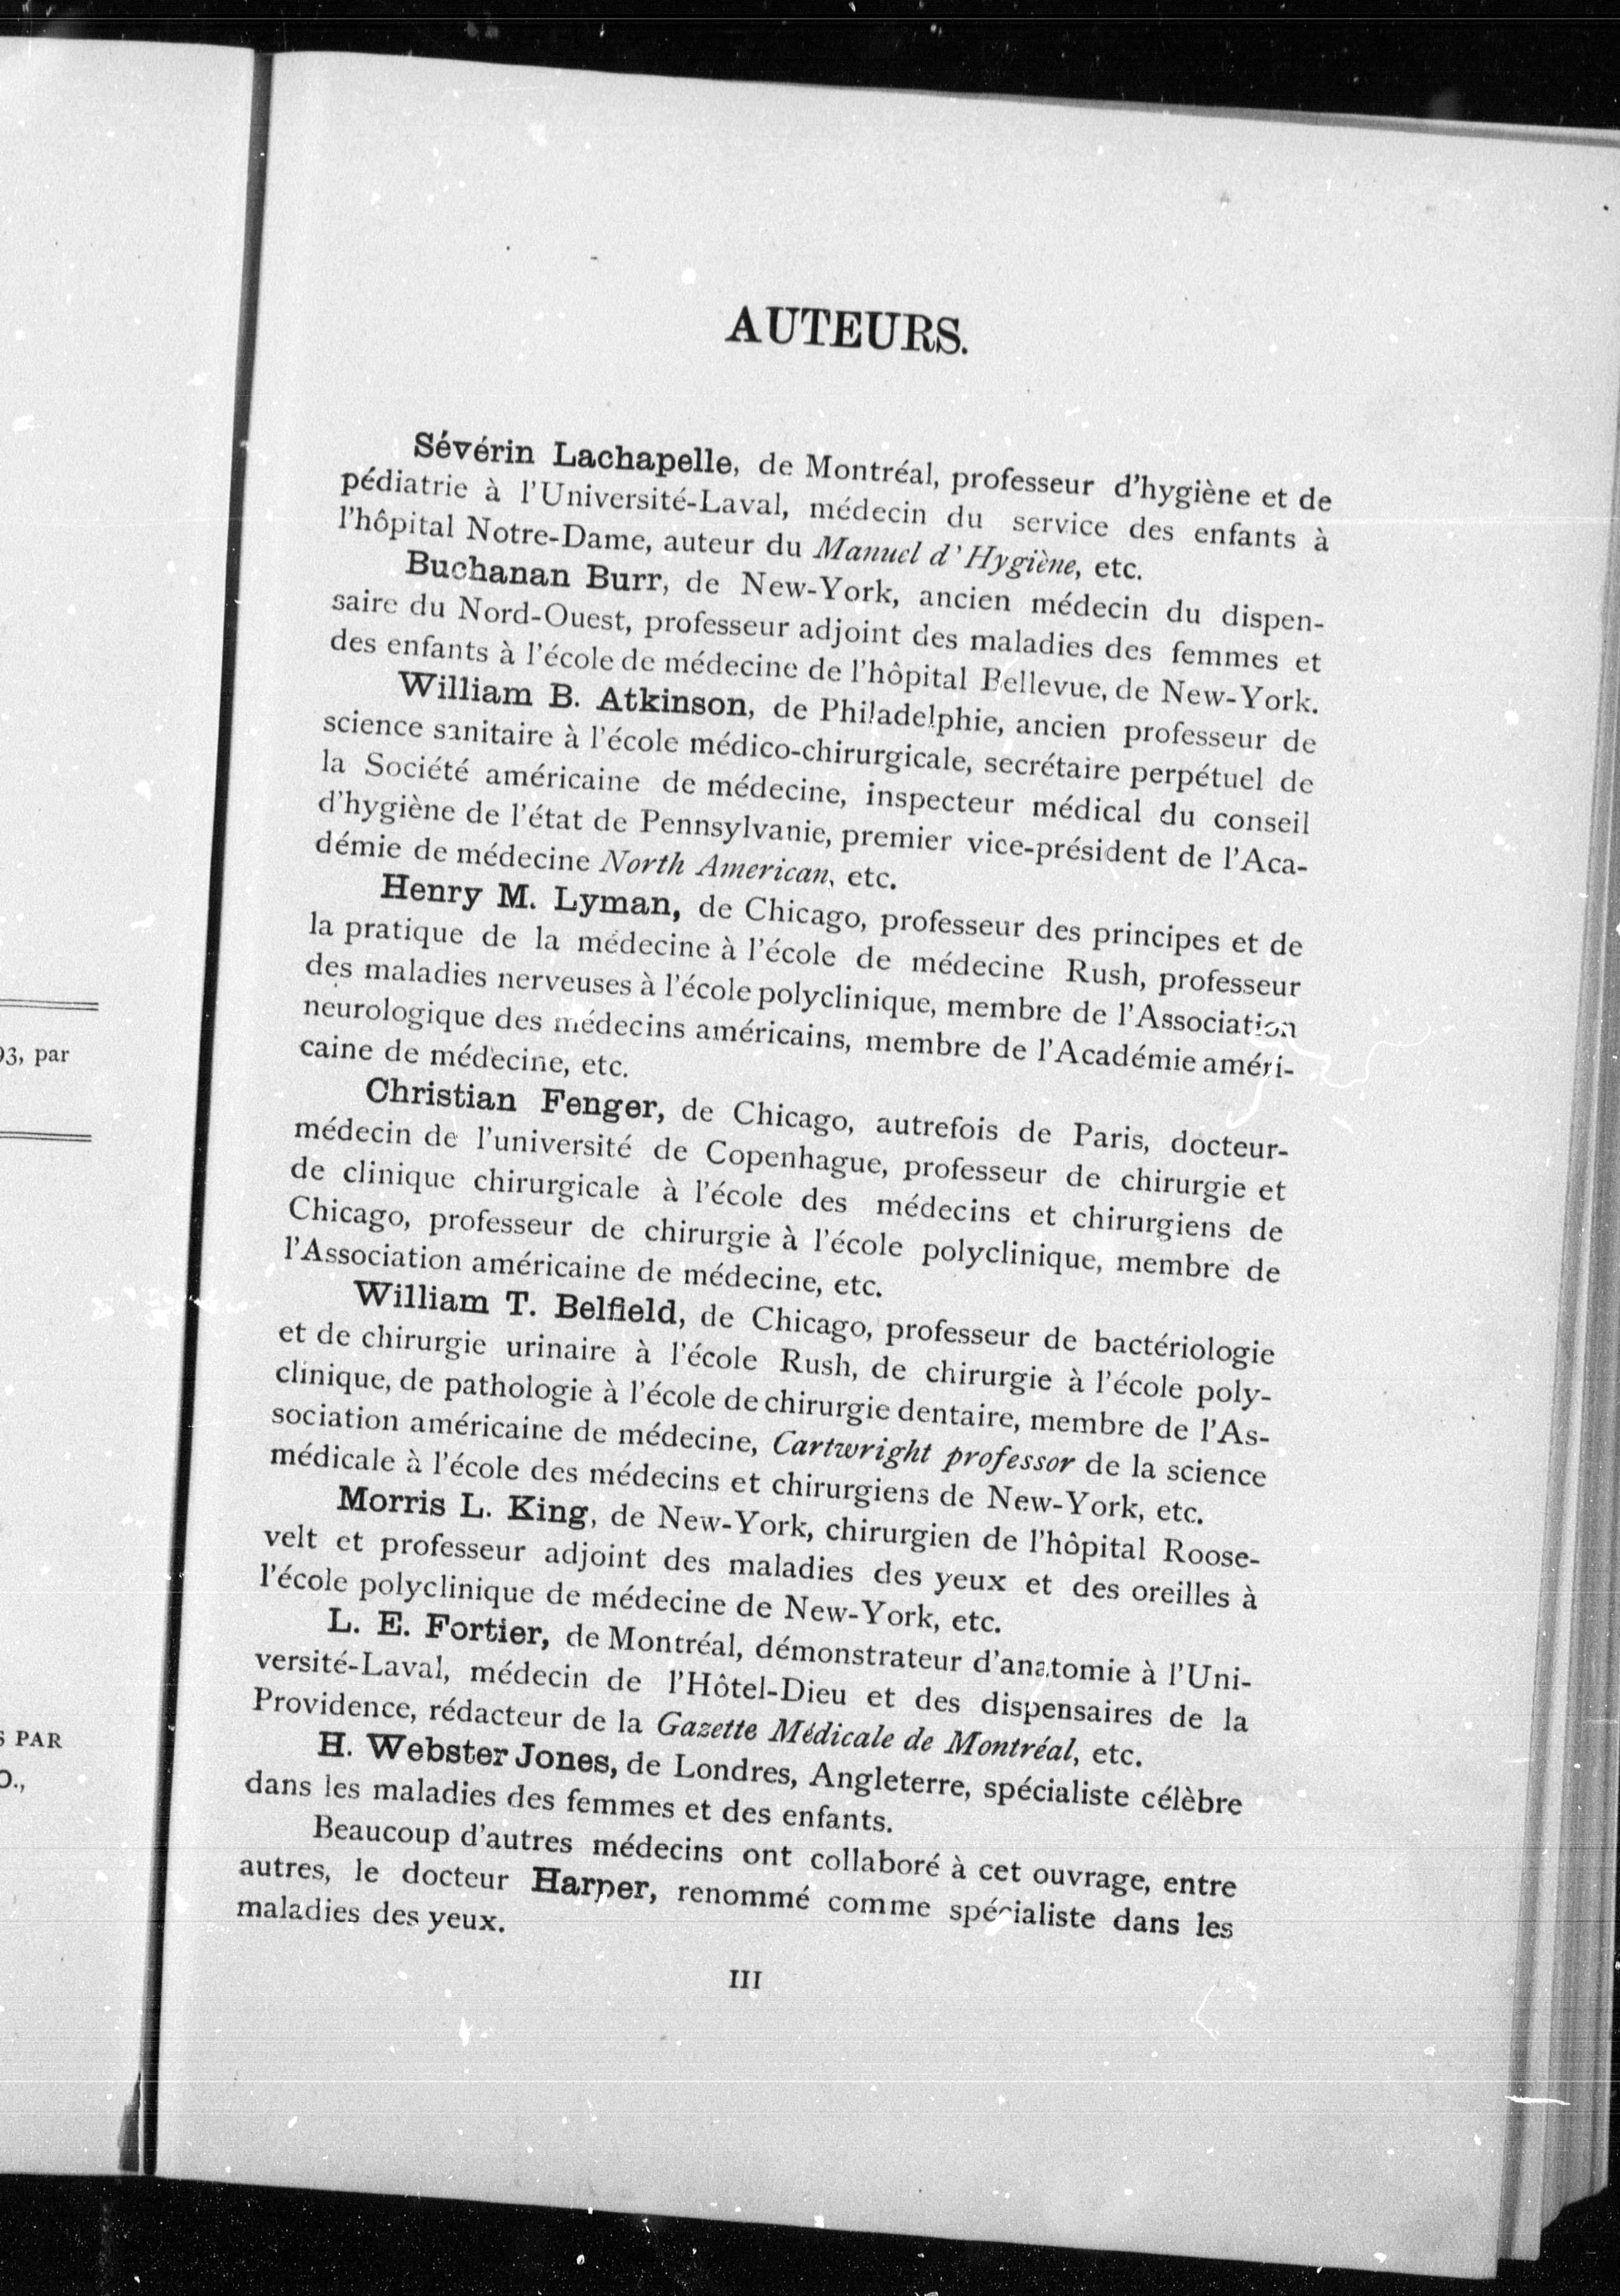 93, par
S PAR
O.,
AUTEURS.
Sévérin Lachapelle, de Montréal, professeur d'hygiène et de
pédiatrie à l'Université-Laval, médecin du service des enfants à
l'hôpital Notre-Dame, auteur du Manuel d'Hygiène, etc.
Buchanan Burr, de New-York, ancien médecin du dispen-
saire du Nord-Ouest, professeur adjoint des maladies des femmes et
des enfants à l'école de médecine de l'hôpital Bellevue, de New-York.
William B. Atkinson, de Philadelphie, ancien professeur de
science sanitaire à l'école médico-chirurgicale, secrétaire perpétuel de
la Société américaine de médecine, inspecteur médical du conseil
d'hygiène de l'état de Pennsylvanie, premier vice-président de l'Aca-
démie de médecine North American, etc.
Henry M. Lyman, de Chicago, professeur des principes et de
la pratique de la médecine à l'école de médecine Rush, professeur
des maladies nerveuses à l'école polyclinique, membre de l'Association
neurologique des médecins américains, membre de l'Académie améri-
caine de médecine, etc.
Christian Fenger, de Chicago, autrefois de Paris, docteur-
médecin de l'université de Copenhague, professeur de chirurgie et
de clinique chirurgicale à l'école des médecins et chirurgiens de
Chicago, professeur de chirurgie à l'école polyclinique, membre de
l'Association américaine de médecine, etc.
William T. Belfield, de Chicago, professeur de bactériologie
et de chirurgie urinaire à l'école Rush, de chirurgie à l'école poly-
clinique, de pathologie à l'école de chirurgie dentaire, membre de l'As-
sociation américaine de médecine, Cartwright professor de la science
médicale à l'école des médecins et chirurgiens de New-York, etc.
Morris L. King, de New-York, chirurgien de l'hôpital Roose-
velt et professeur adjoint des maladies des yeux et des oreilles à
l'école polyclinique de médecine de New-York, etc.
L. E. Fortier, de Montréal, démonstrateur d'anatomie à l'Uni-
versité-Laval, médecin de l'Hôtel-Dieu et des dispensaires de la
Providence, rédacteur de la Gazette Médicale de Montréal, etc.
H. Webster Jones, de Londres, Angleterre, spécialiste célèbre
dans les maladies des femmes et des enfants.
Beaucoup d'autres médecins ont collaboré à cet ouvrage, entre
autres, le docteur Harper, renommé comme spécialiste dans les
maladies des yeux.
III